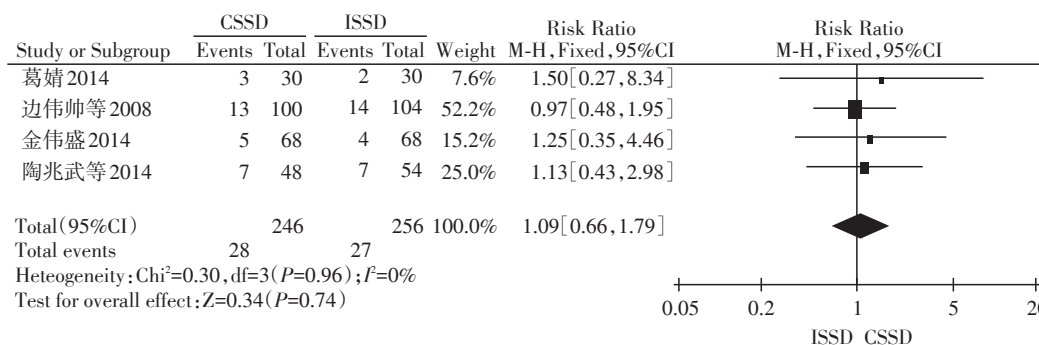 CSSD ISSD Risk Ratio Risk Ratio
Study or Subgroup Events Total Events Total Weight M-H,Fixed,95%CI M-H,Fixed,95%CI
葛婧2014 3 30 2 30 7.6% 1.50[0.27,8.34]
边伟帅等2008 13 100 14 104 52.2% 0.97[0.48,1.95]
金伟盛2014 5 68 4 68 15.2% 1.25[0.35,4.46]
陶兆武等2014 7 48 7 54 25.0% 1.13[0.43,2.98]
Total(95%CI) 246 256 100.0% 1.09[0.66,1.79]
Total events 28 27
Heteogeneity:Chi²=0.30,df=3(P=0.96);I²=0%
Test for overall effect:Z=0.34(P=0.74)
0.05 0.2 1 5 20
ISSD CSSD